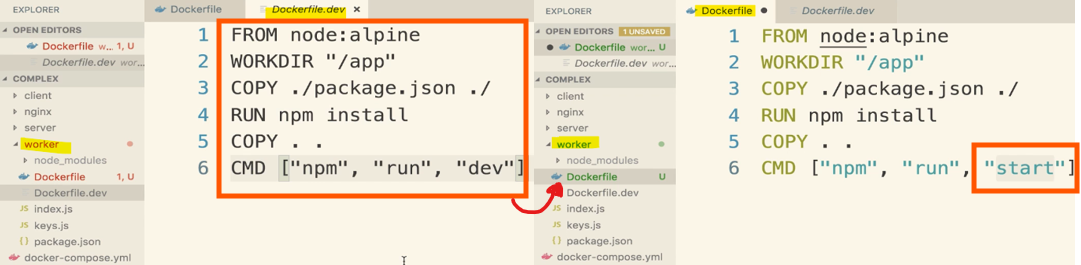 EXPLORER
OPEN EDITORS
Dockerfile w... 1, U
Dockerfile.dev wor...
COMPLEX
client
nginx
server
worker
node_modules
Dockerfile 1, U
Dockerfile.dev
JS index.js
JS keys.js
{ } package.json
docker-compose.yml
Dockerfile
Dockerfile.dev ×
1 FROM node:alpine
2 WORKDIR "/app"
3 COPY ./package.json ./
4 RUN npm install
5 COPY . .
6 CMD ["npm", "run", "dev"]
EXPLORER
OPEN EDITORS 1 UNSAVED
Dockerfile wor... U
Dockerfile.dev wor...
COMPLEX
client
nginx
server
worker
node_modules
Dockerfile U
Dockerfile.dev
JS index.js
JS keys.js
{ } package.json
docker-compose.yml
Dockerfile
Dockerfile.dev
1 FROM node:alpine
2 WORKDIR "/app"
3 COPY ./package.json ./
4 RUN npm install
5 COPY . .
6 CMD ["npm", "run", "start"]